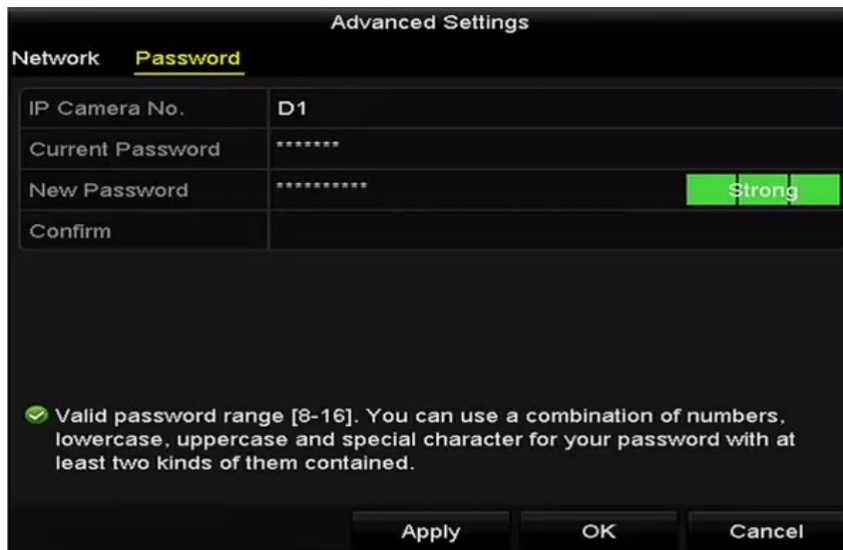 Advanced Settings
Network Password
IP Camera No. D1
Current Password *******
New Password ********** Strong
Confirm
Valid password range [8-16]. You can use a combination of numbers,
lowercase, uppercase and special character for your password with at
least two kinds of them contained.
Apply OK Cancel